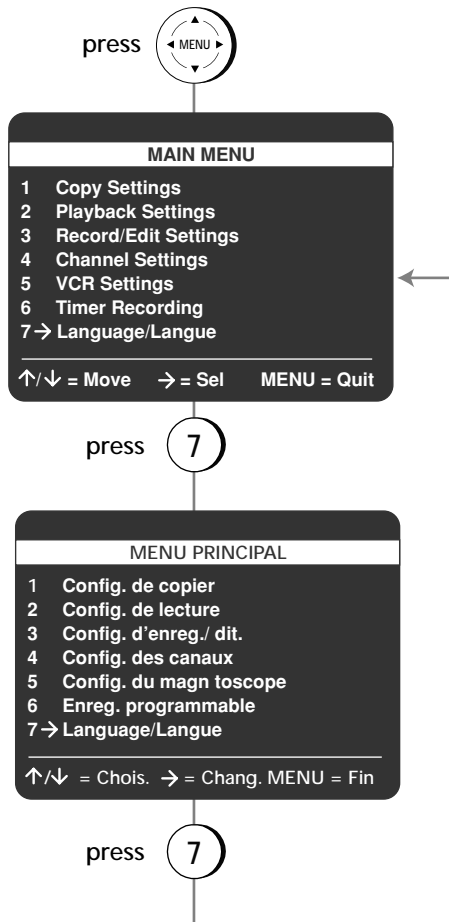 press MENU
MAIN MENU
1 Copy Settings
2 Playback Settings
3 Record/Edit Settings
4 Channel Settings
5 VCR Settings
6 Timer Recording
7→ Language/Langue
↑/↓ = Move → = Sel MENU = Quit
press 7
MENU PRINCIPAL
1 Config. de copier
2 Config. de lecture
3 Config. d'enreg./ dit.
4 Config. des canaux
5 Config. du magn toscope
6 Enreg. programmable
7→ Language/Langue
↑/↓ = Chois. → = Chang. MENU = Fin
press 7